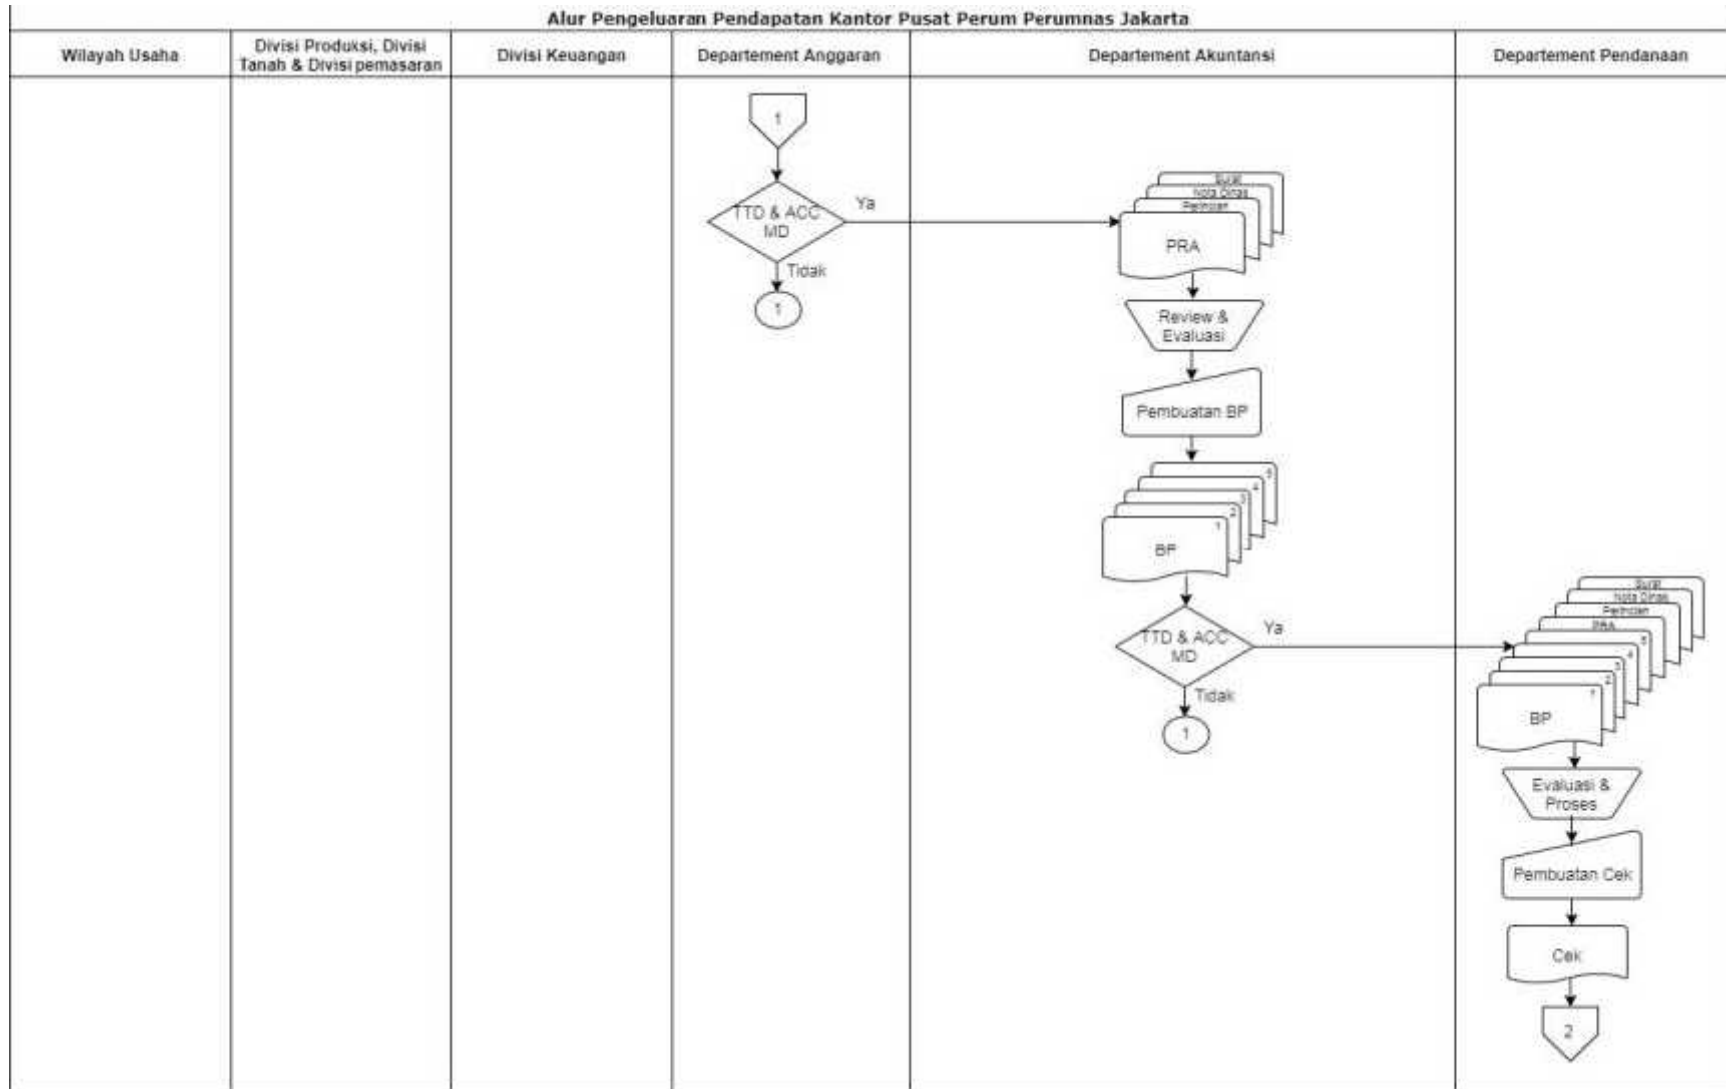 Alur Pengeluaran Pendapatan Kantor Pusat Perum Perumnas Jakarta
Wilayah Usaha
Divisi Produksi, Divisi
Tanah & Divisi pemasaran
Divisi Keuangan
Departement Anggaran
Departement Akuntansi
Departement Pendanaan
1
TTD & ACC
MD
Ya
Tidak
1
Surat
Nota Dinas
Perincian
PRA
Review &
Evaluasi
Pembuatan BP
5
4
3
2
1
BP
TTD & ACC
MD
Ya
Tidak
1
Surat
Nota Dinas
Perincian
PRA
5
4
3
2
1
BP
Evaluasi &
Proses
Pembuatan Cek
Cek
2